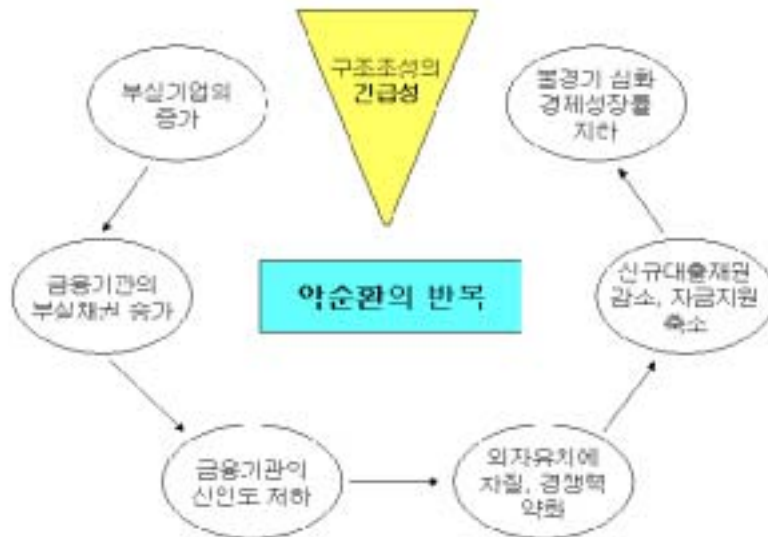 구조조성의
긴급성
부실기업의
증가
불경기 심화
경제성장률
저하
금융기관의
부실채권 증가
악순환의 반복
신규대출재원
감소, 자금지원
축소
금융기관의
신인도 저하
외자유치에
차질, 경쟁력
약화